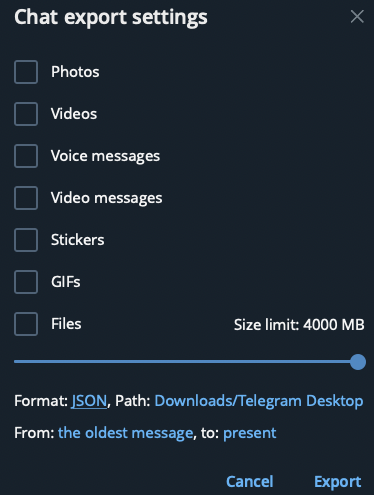 Chat export settings
Photos
Videos
Voice messages
Video messages
Stickers
GIFs
Files Size limit: 4000 MB
Format: JSON, Path: Downloads/Telegram Desktop
From: the oldest message, to: present
Cancel Export